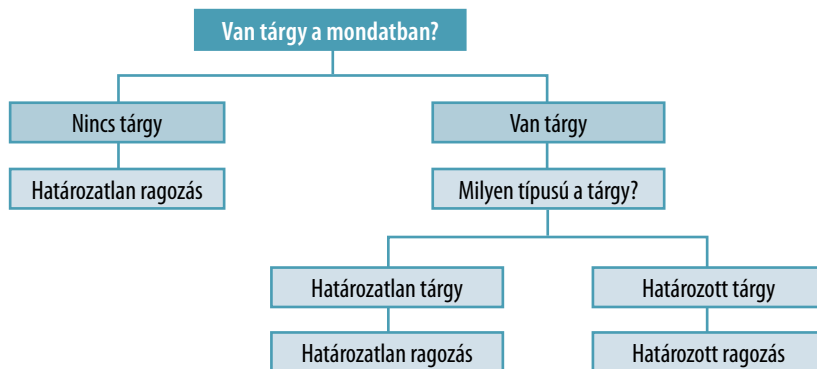 Van tárgy a mondatban?
Nincs tárgy
Van tárgy
Határozatlan ragozás
Milyen típusú a tárgy?
Határozatlan tárgy
Határozott tárgy
Határozatlan ragozás
Határozott ragozás